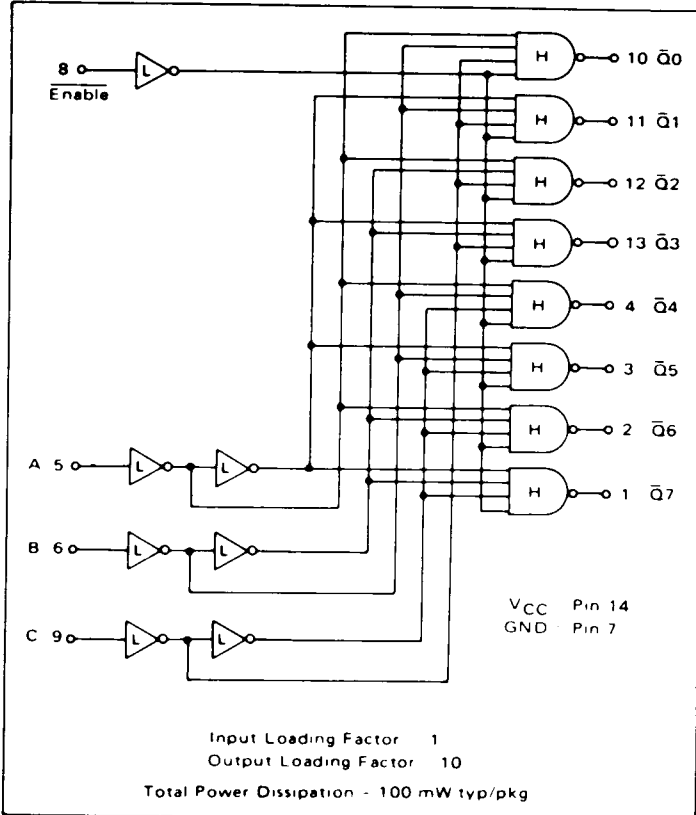 8
Enable
L
H 10 Q̄0
H 11 Q̄1
H 12 Q̄2
H 13 Q̄3
H 4 Q̄4
H 3 Q̄5
H 2 Q̄6
H 1 Q̄7
A 5 L L
B 6 L L
C 9 L L
VCC Pin 14
GND Pin 7
Input Loading Factor 1
Output Loading Factor 10
Total Power Dissipation - 100 mW typ/pkg